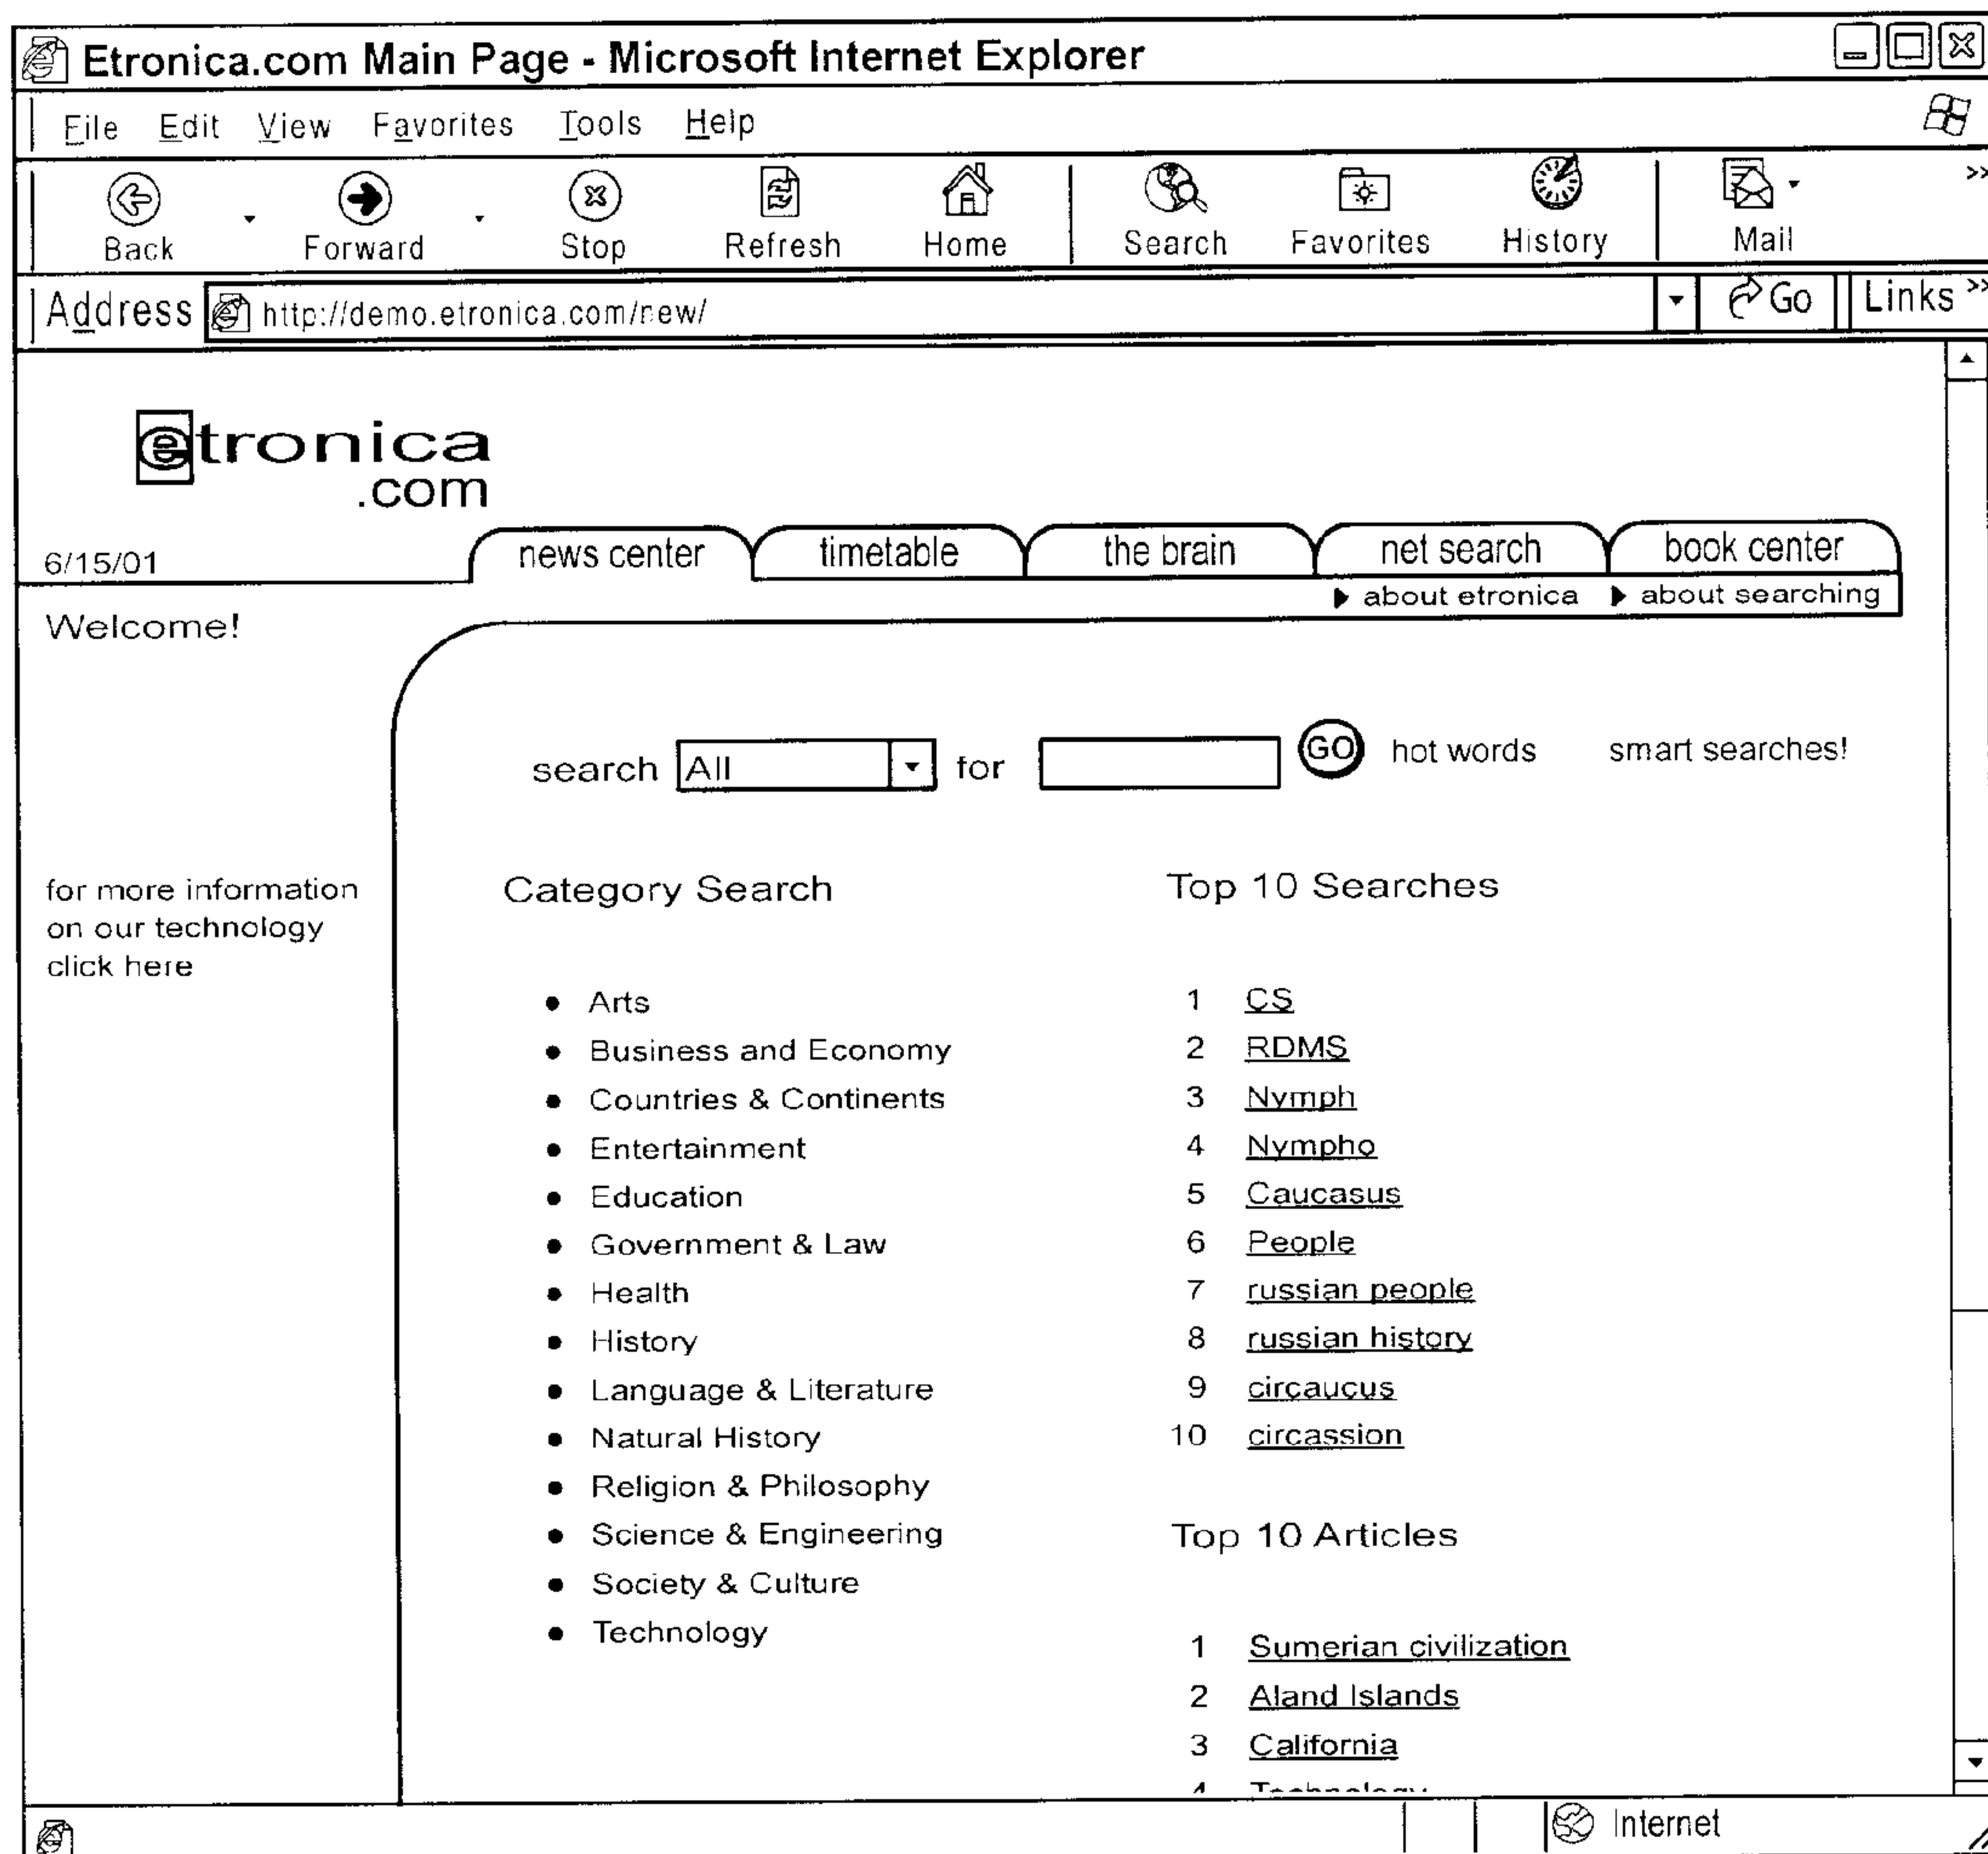 Etronica.com Main Page - Microsoft Internet Explorer
File Edit View Favorites Tools Help
Back Forward Stop Refresh Home Search Favorites History Mail >>
Address http://demo.etronica.com/new/ Go Links >>
etronica
.com
6/15/01
news center timetable the brain net search book center
about etronica about searching
Welcome!
search All for GO hot words smart searches!
for more information
on our technology
click here
Category Search
• Arts
• Business and Economy
• Countries & Continents
• Entertainment
• Education
• Government & Law
• Health
• History
• Language & Literature
• Natural History
• Religion & Philosophy
• Science & Engineering
• Society & Culture
• Technology
Top 10 Searches
1 CS
2 RDMS
3 Nymph
4 Nympho
5 Caucasus
6 People
7 russian people
8 russian history
9 circaucus
10 circassion
Top 10 Articles
1 Sumerian civilization
2 Aland Islands
3 California
4 Technology
Internet